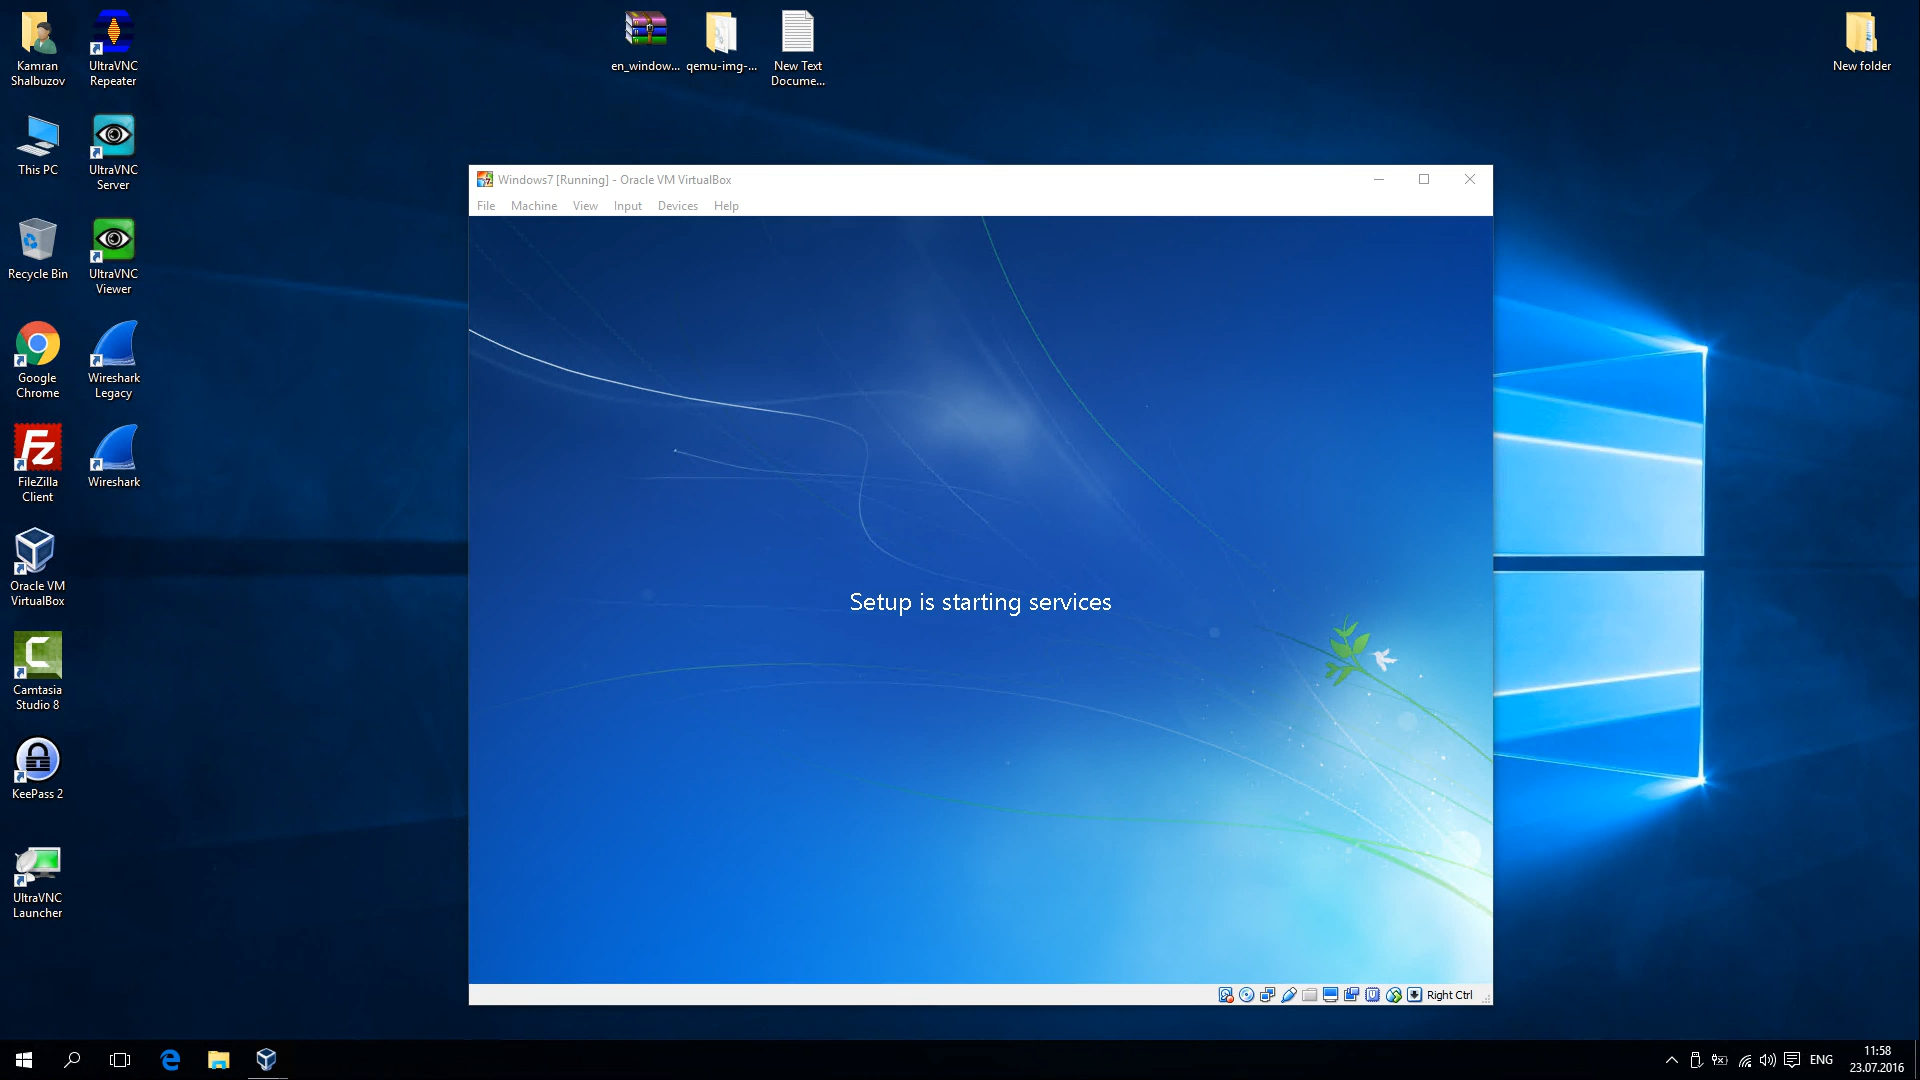 Kamran
Shalbuzov
UltraVNC
Repeater
en_window...
qemu-img-...
New Text
Docume...
New folder
This PC
UltraVNC
Server
Windows7 [Running] - Oracle VM VirtualBox
File Machine View Input Devices Help
Recycle Bin
UltraVNC
Viewer
Google
Chrome
Wireshark
Legacy
FileZilla
Client
Wireshark
Oracle VM
VirtualBox
Setup is starting services
Camtasia
Studio 8
KeePass 2
UltraVNC
Launcher
Right Ctrl
ENG
11:58
23.07.2016